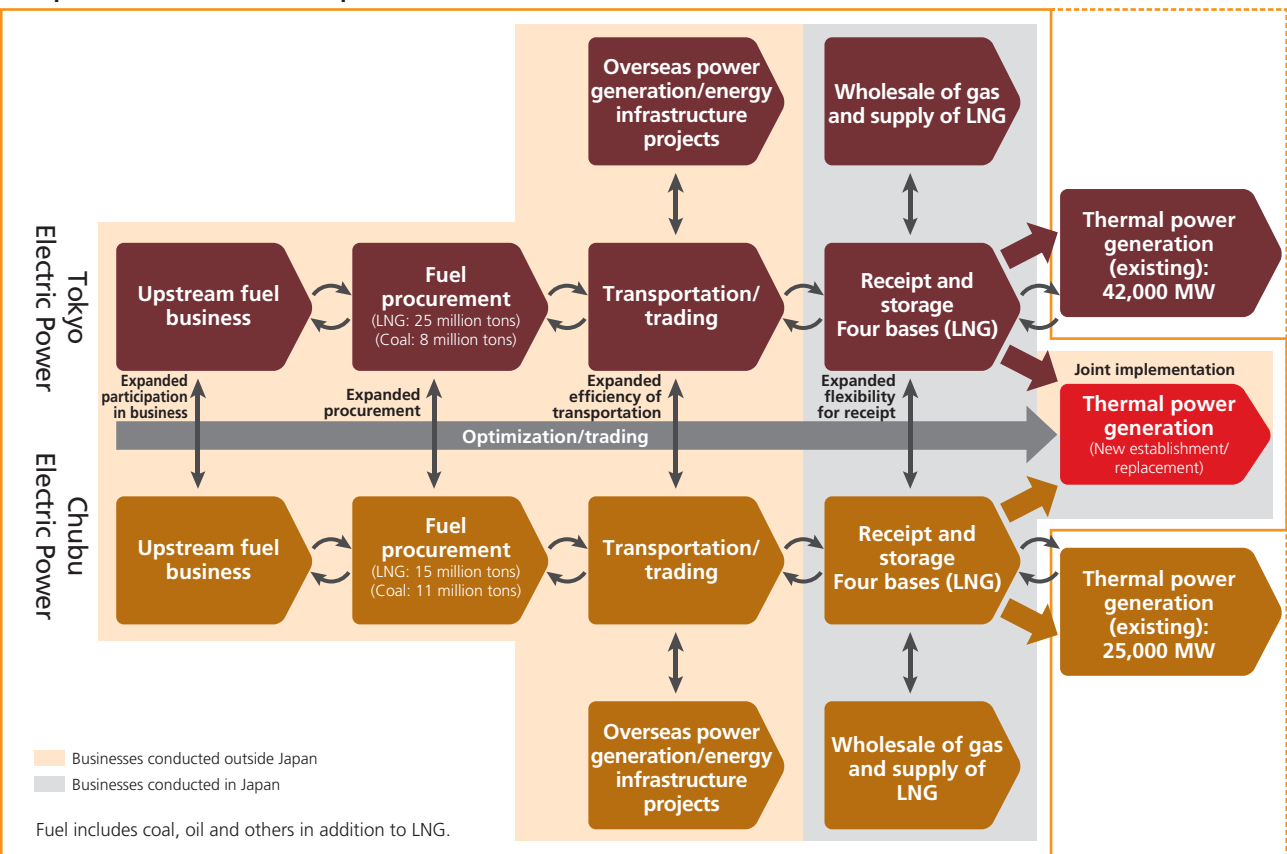 Overseas power
generation/energy
infrastructure
projects
Wholesale of gas
and supply of LNG
Tokyo
Electric Power
Upstream fuel
business
Fuel
procurement
(LNG: 25 million tons)
(Coal: 8 million tons)
Transportation/
trading
Receipt and
storage
Four bases (LNG)
Thermal power
generation
(existing):
42,000 MW
Expanded
participation
in business
Expanded
procurement
Expanded
efficiency of
transportation
Expanded
flexibility
for receipt
Joint implementation
Thermal power
generation
(New establishment/
replacement)
Optimization/trading
Chubu
Electric Power
Upstream fuel
business
Fuel
procurement
(LNG: 15 million tons)
(Coal: 11 million tons)
Transportation/
trading
Receipt and
storage
Four bases (LNG)
Thermal power
generation
(existing):
25,000 MW
Overseas power
generation/energy
infrastructure
projects
Wholesale of gas
and supply of
LNG
Businesses conducted outside Japan
Businesses conducted in Japan
Fuel includes coal, oil and others in addition to LNG.